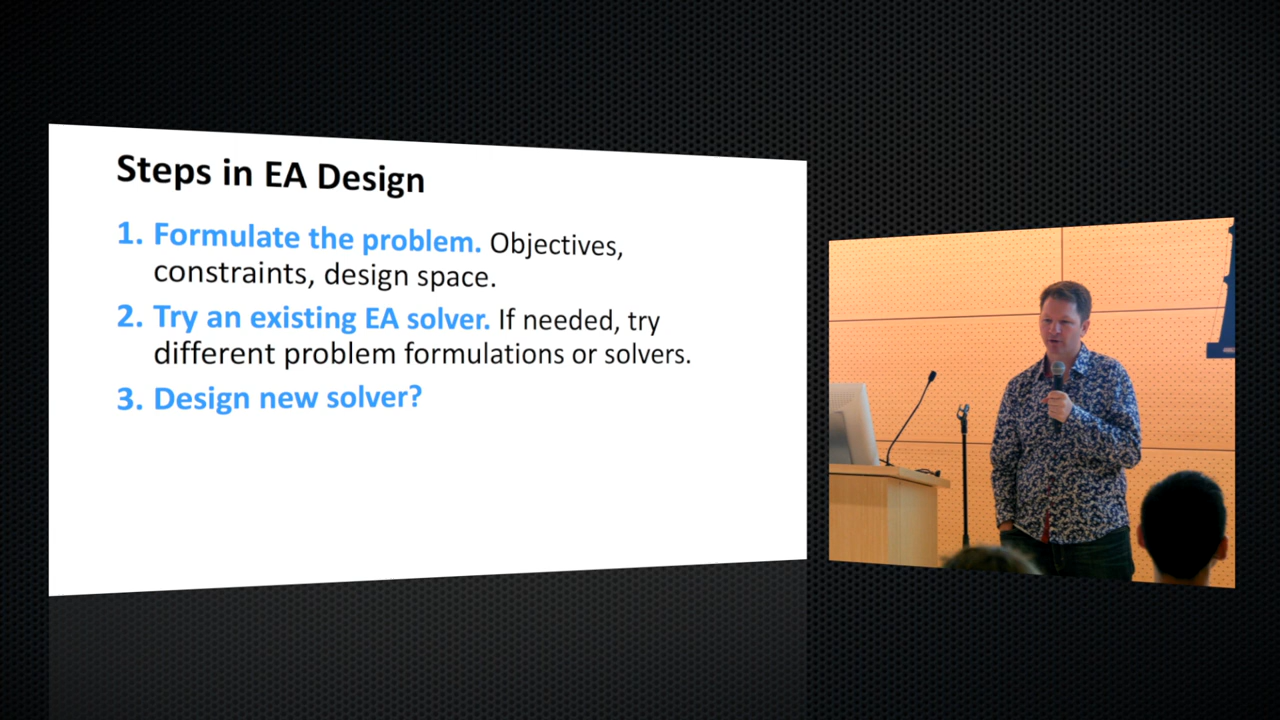 Steps in EA Design
1. Formulate the problem. Objectives,
constraints, design space.
2. Try an existing EA solver. If needed, try
different problem formulations or solvers.
3. Design new solver?